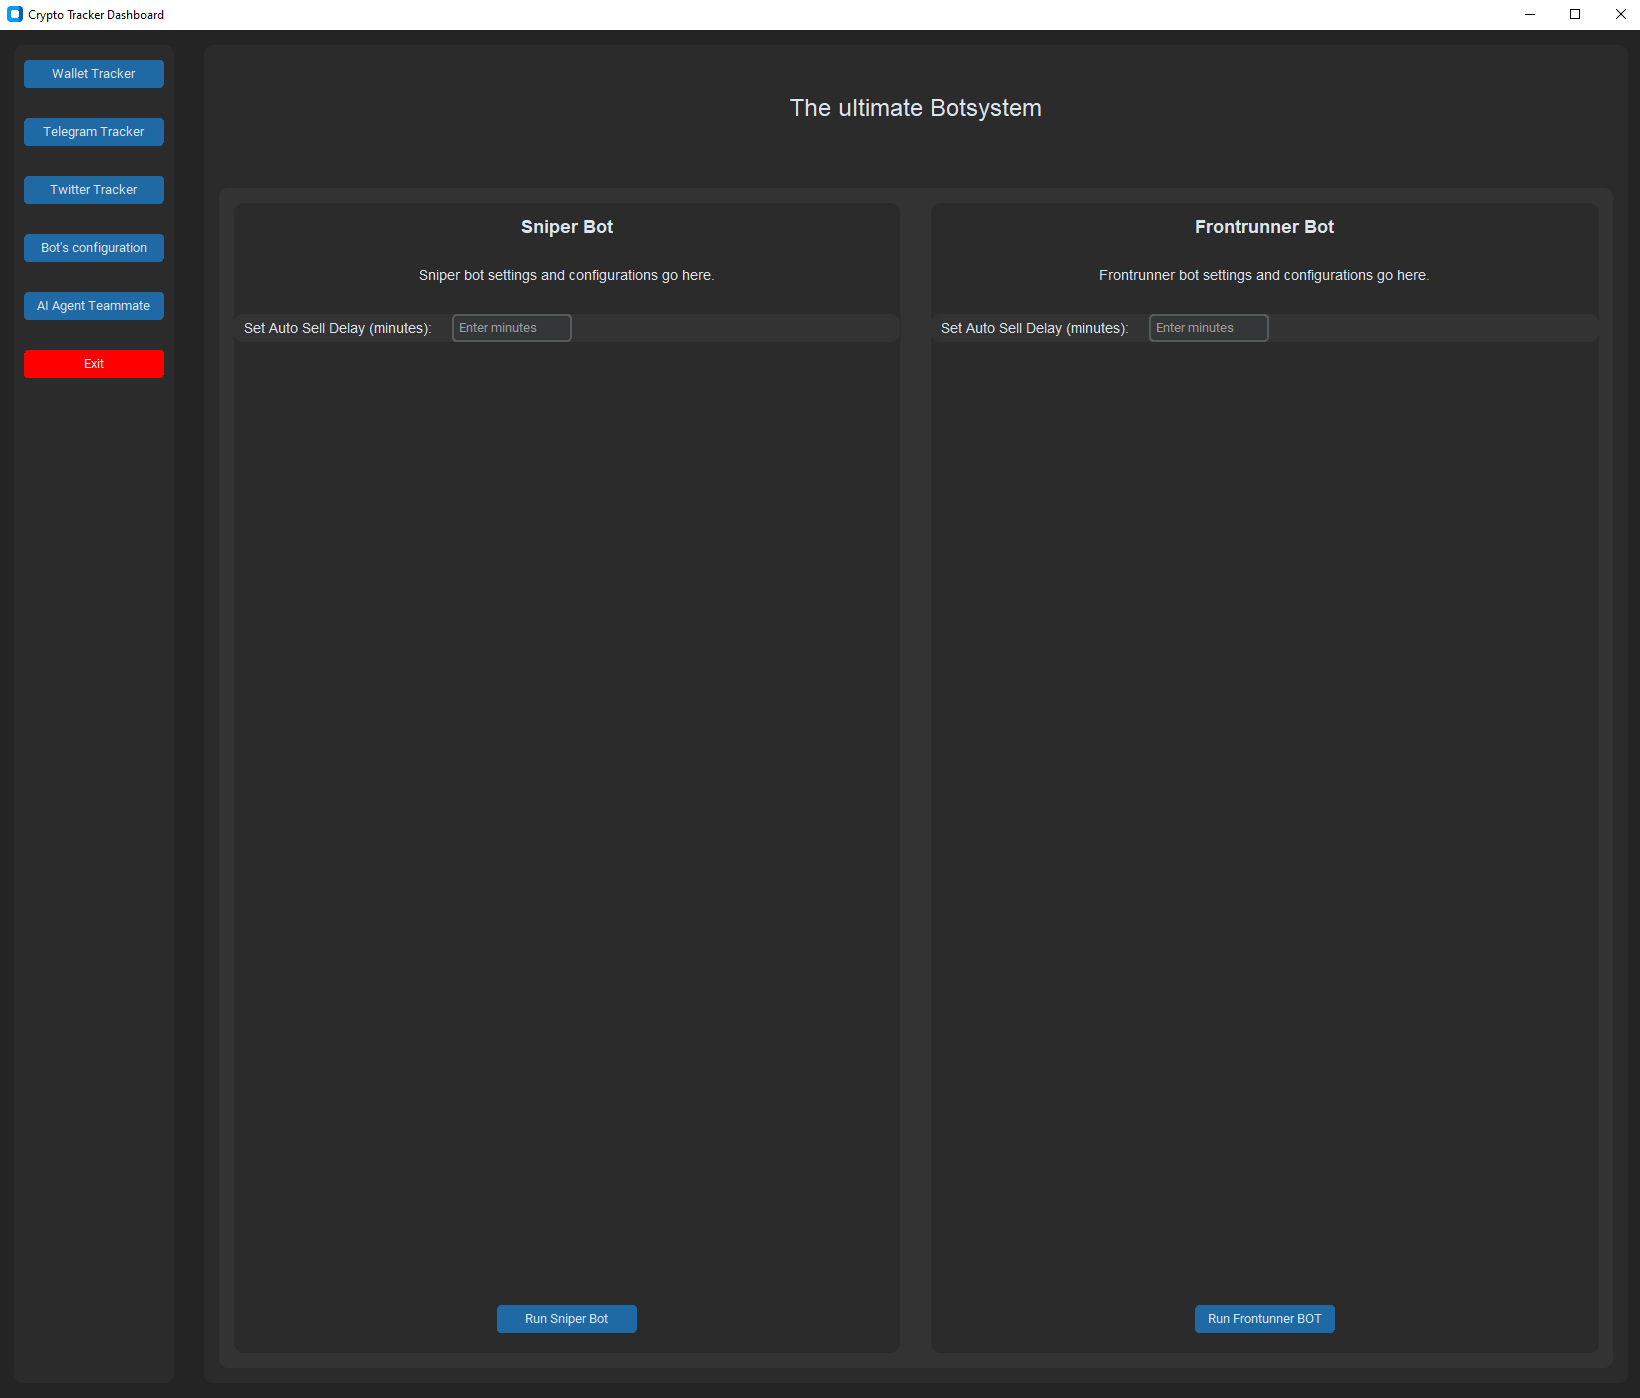 Crypto Tracker Dashboard
Wallet Tracker
Telegram Tracker
Twitter Tracker
Bot's configuration
AI Agent Teammate
Exit
The ultimate Botsystem
Sniper Bot
Sniper bot settings and configurations go here.
Set Auto Sell Delay (minutes): Enter minutes
Run Sniper Bot
Frontrunner Bot
Frontrunner bot settings and configurations go here.
Set Auto Sell Delay (minutes): Enter minutes
Run Frontunner BOT